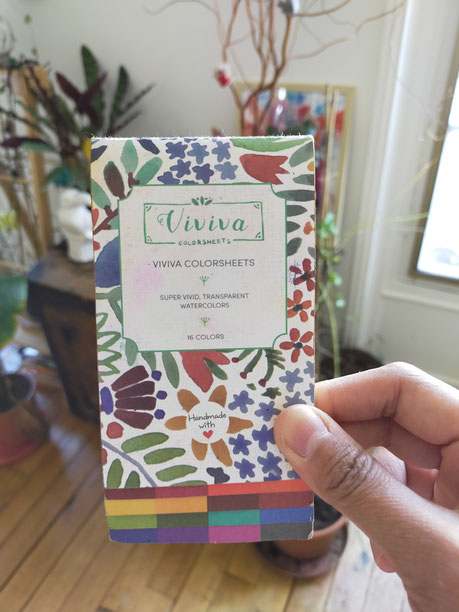 Viviva
COLORSHEETS
VIVIVA COLORSHEETS
SUPER VIVID, TRANSPARENT
WATERCOLORS
16 COLORS
Handmade
with